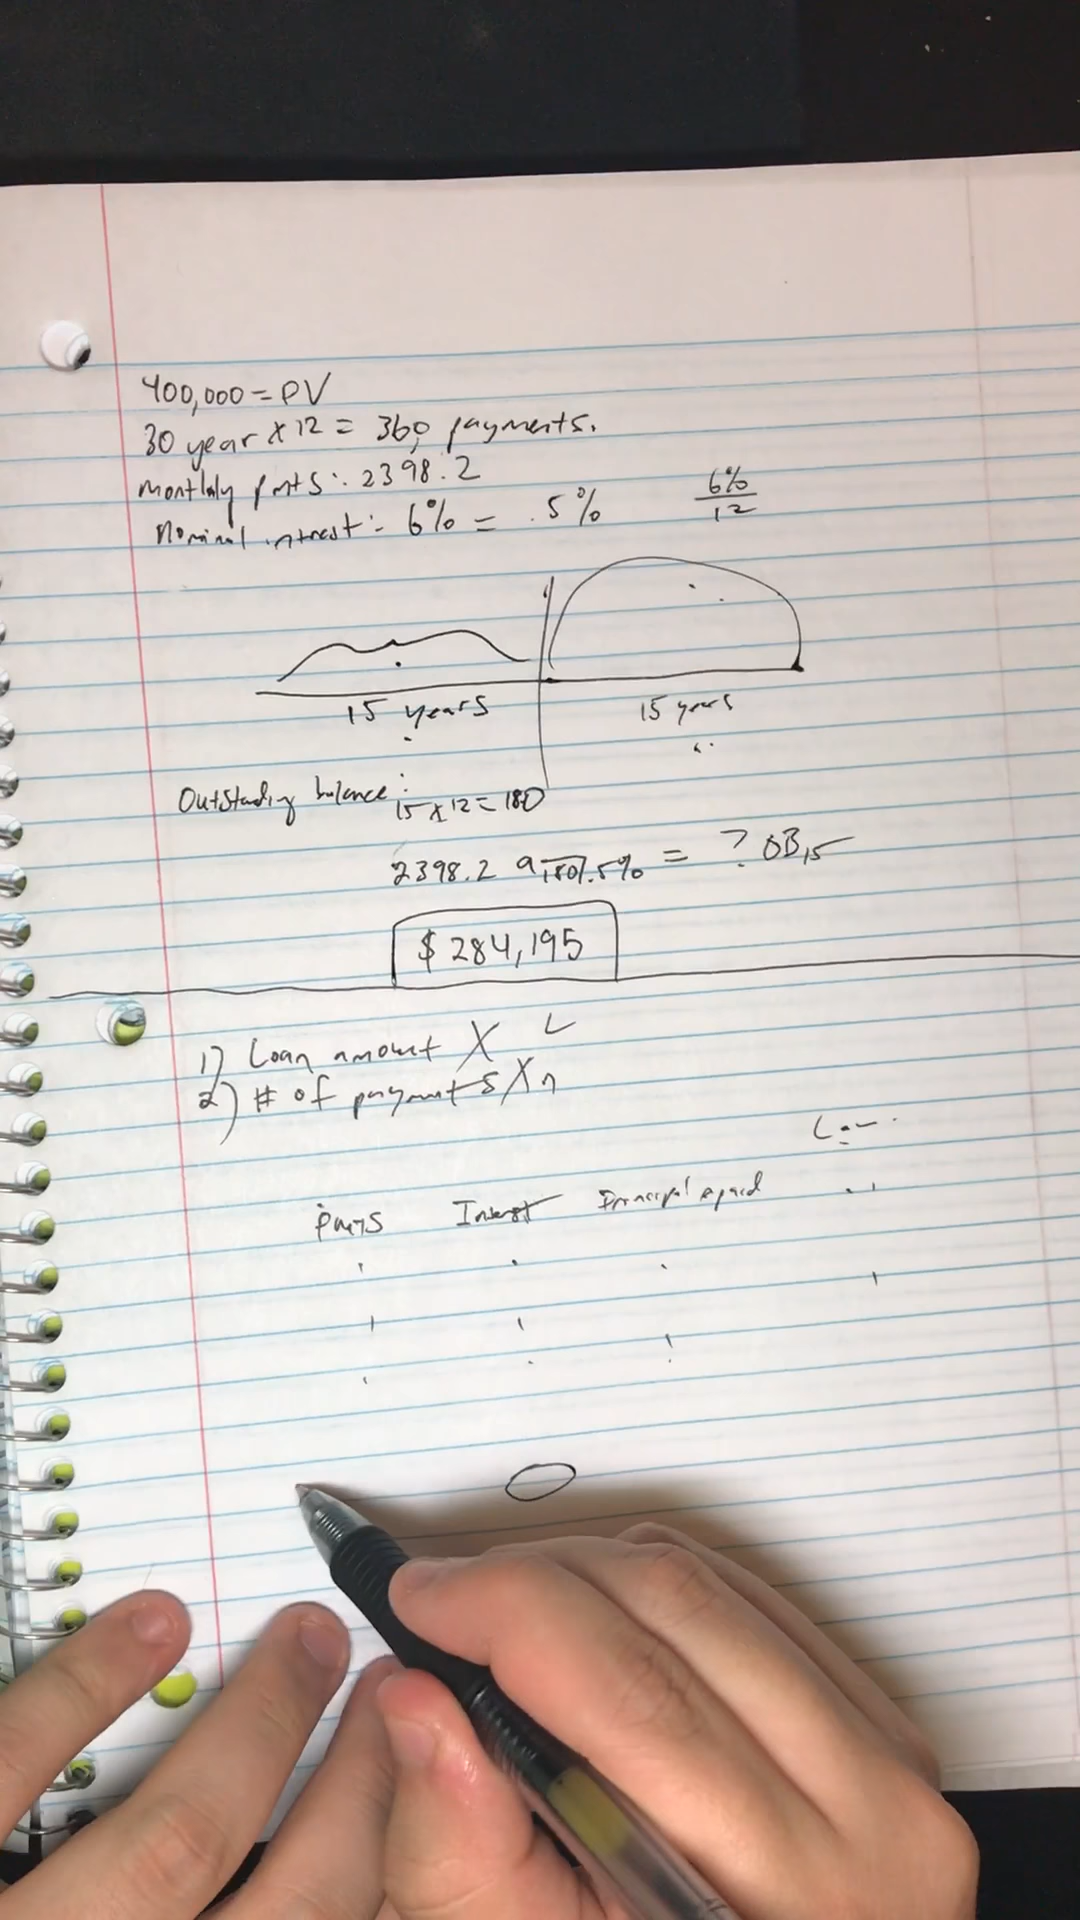 400,000 = PV
30 year x 12 = 360 payments.
monthly pmts: 2398.2
nominal intrest: 6% = .5% 6%/12
15 years 15 years
Outstanding balance: 15 x 12 = 180
2398.2 a180|.5% = ? OB15
$ 284,195
1) Loan amount X L
2) # of payments X n
Pmts Interest Principal repaid